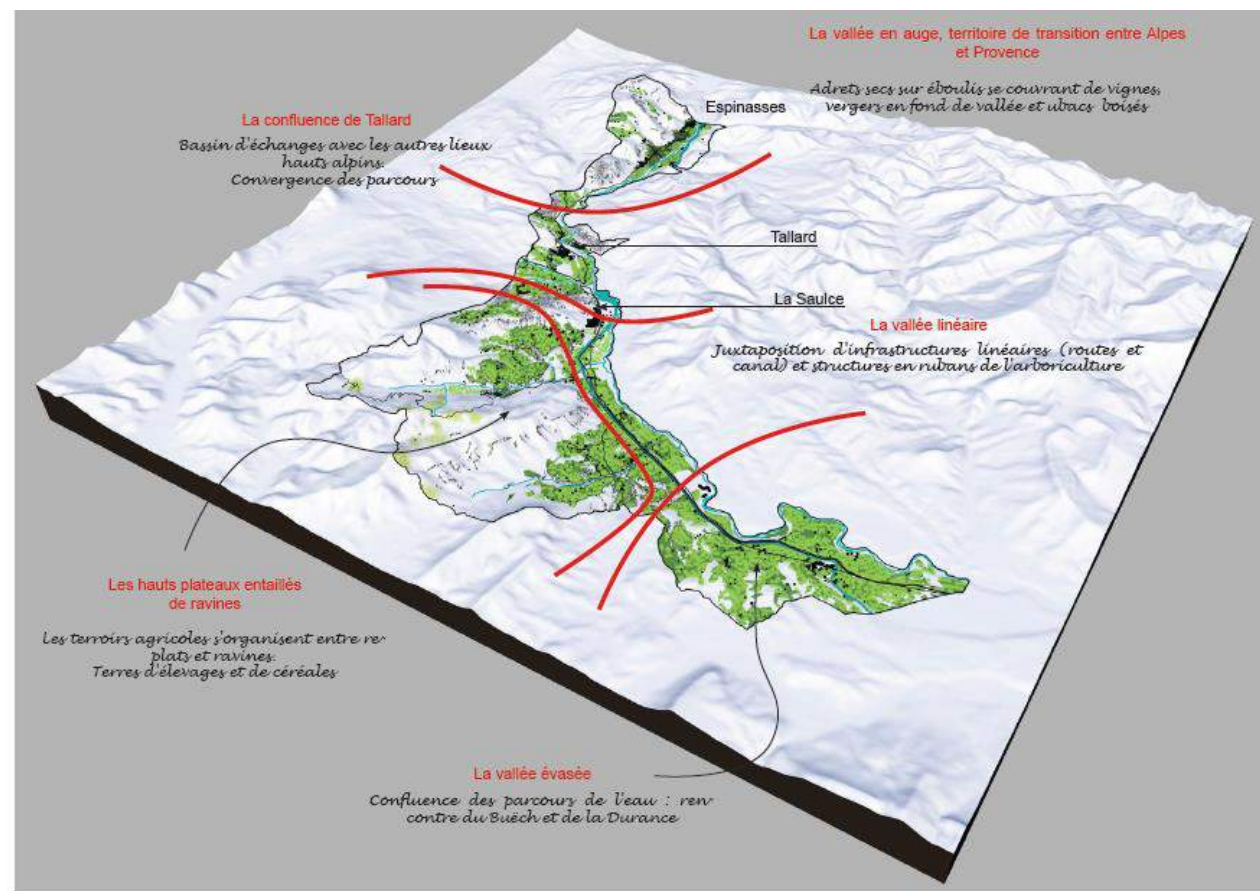 La vallée en auge, territoire de transition entre Alpes
et Provence
Adrets secs sur éboulis se couvrant de vignes,
vergers en fond de vallée et ubacs boisés
Espinasses
La confluence de Tallard
Bassin d'échanges avec les autres lieux
hauts alpins.
Convergence des parcours
Tallard
La Saulce
La vallée linéaire
Juxtaposition d'infrastructures linéaires (routes et
canal) et structures en rubans de l'arboriculture
Les hauts plateaux entaillés
de ravines
Les terroirs agricoles s'organisent entre re-
plats et ravines.
Terres d'élevages et de céréales
La vallée évasée
Confluence des parcours de l'eau : ren-
contre du Buëch et de la Durance